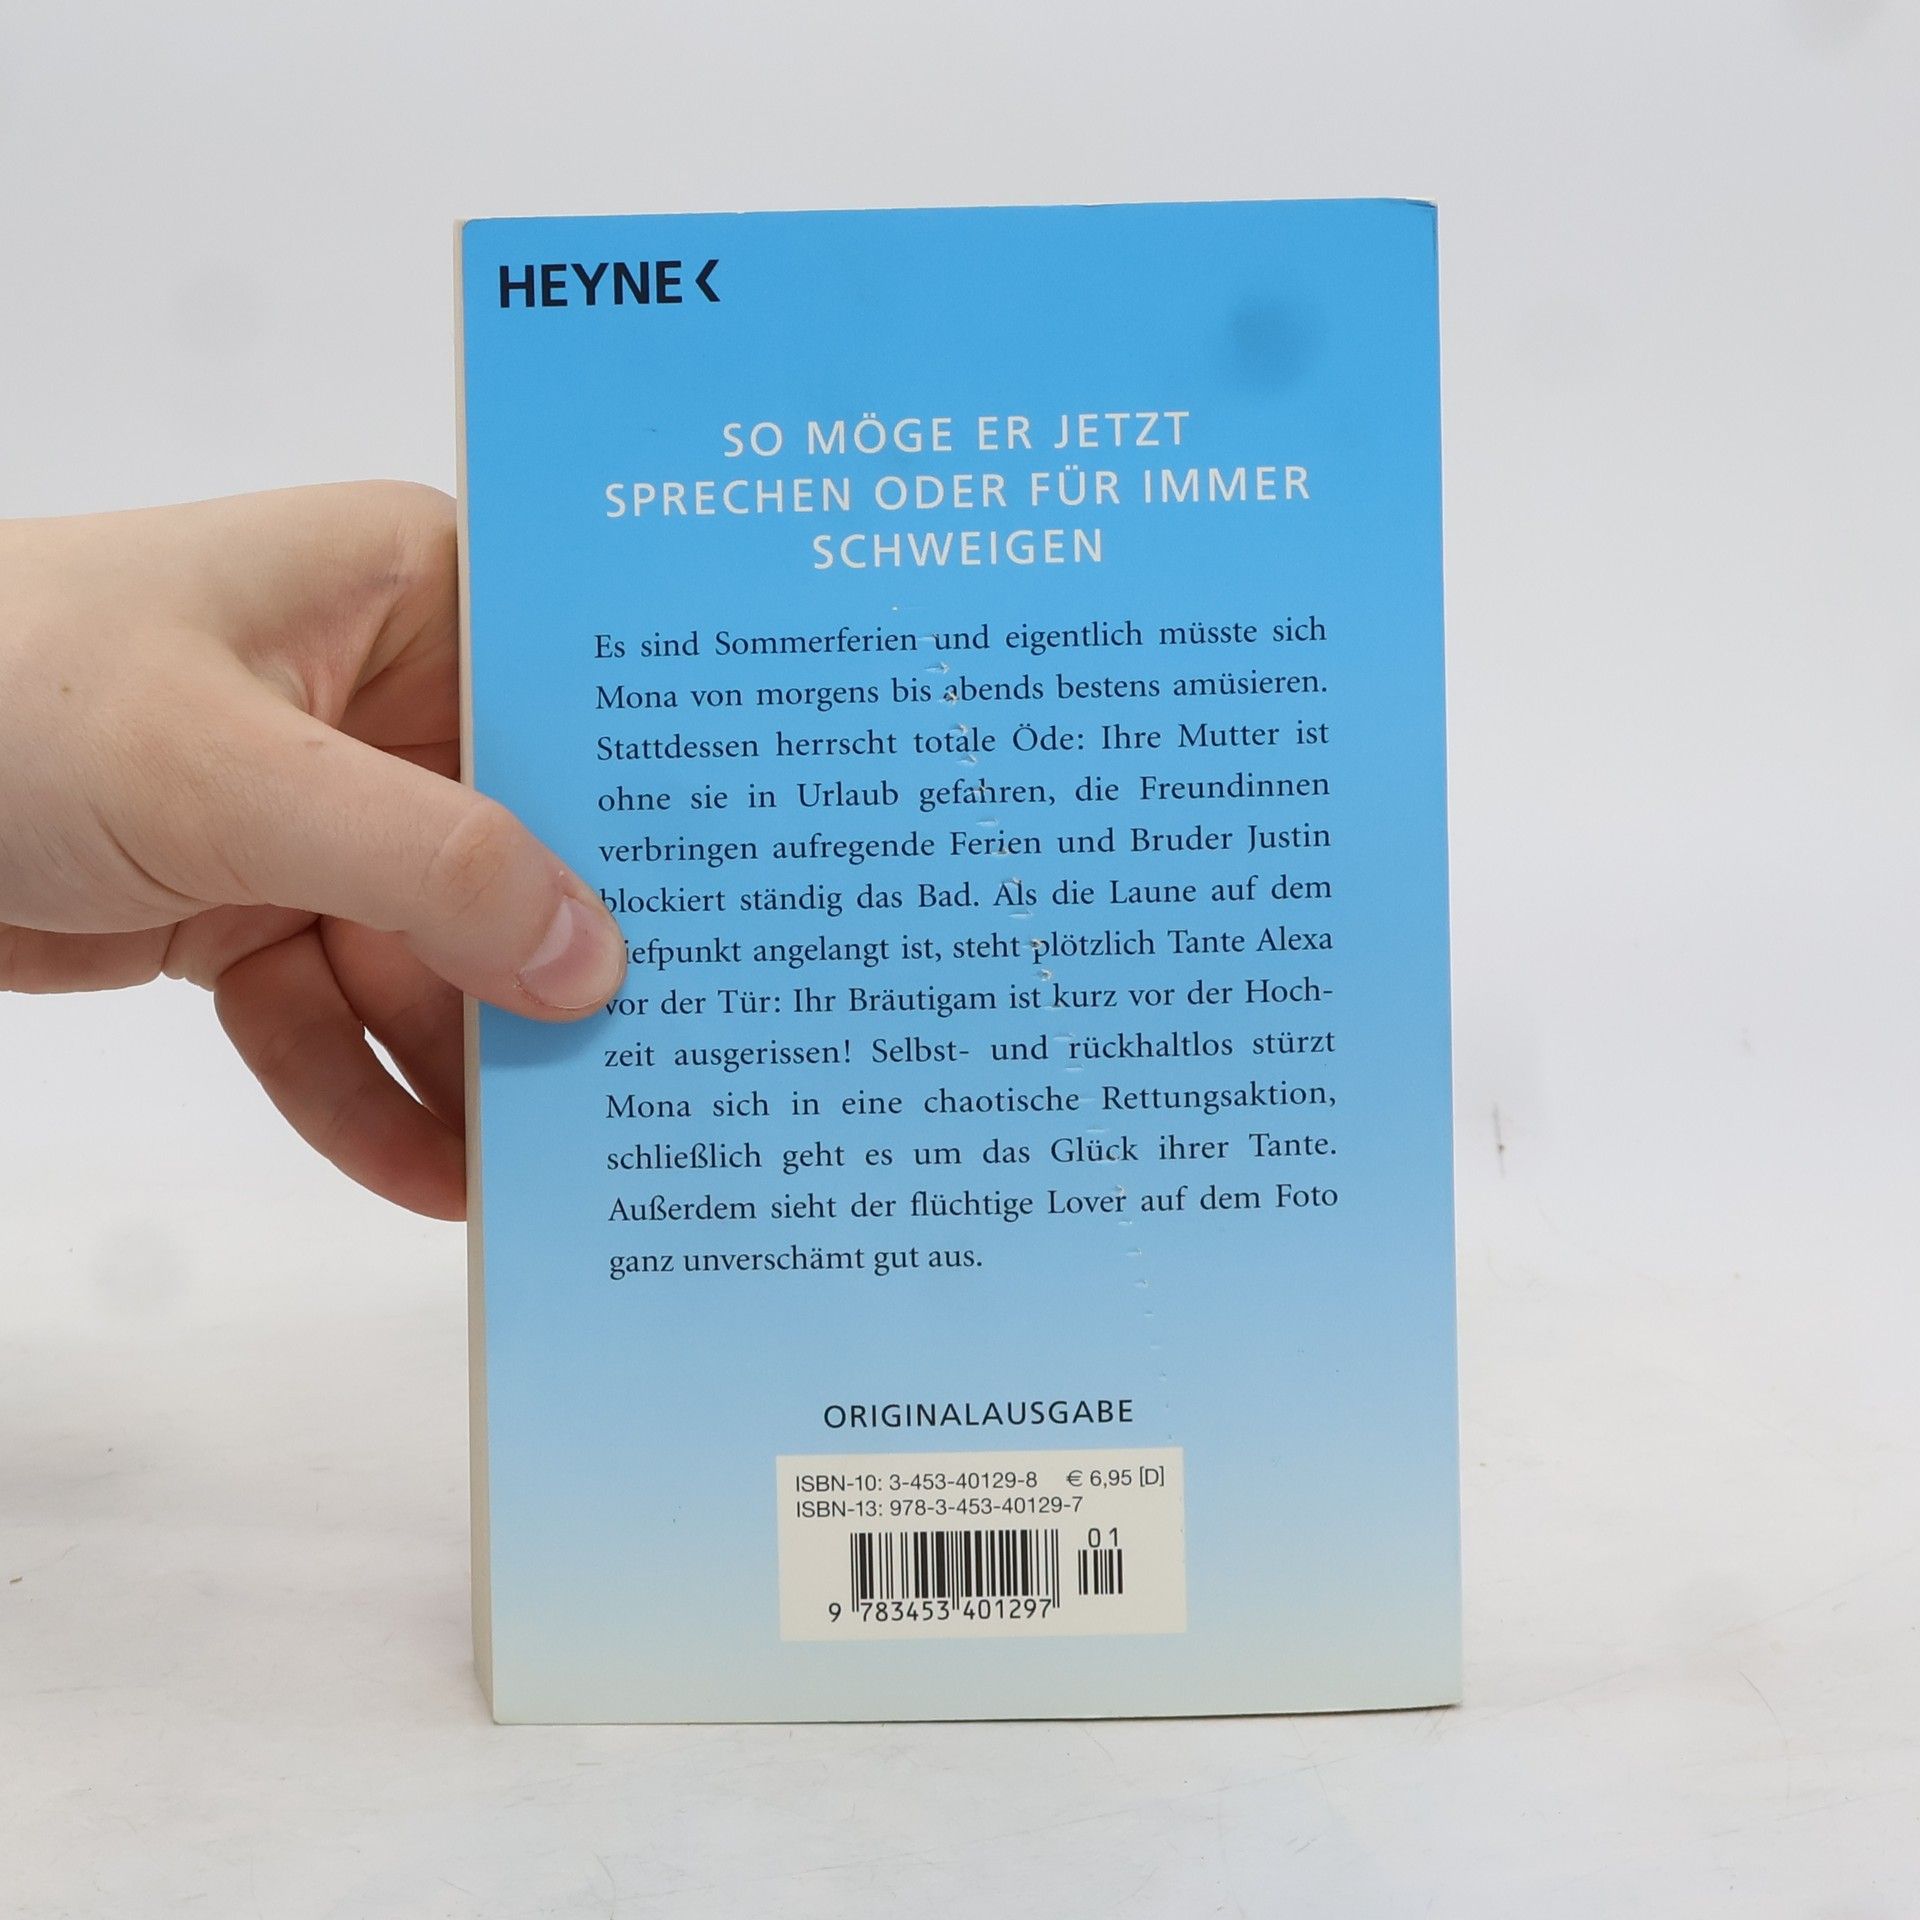 HEYNE <
SO MÖGE ER JETZT
SPRECHEN ODER FÜR IMMER
SCHWEIGEN
Es sind Sommerferien und eigentlich müsste sich
Mona von morgens bis abends bestens amüsieren.
Stattdessen herrscht totale Öde: Ihre Mutter ist
ohne sie in Urlaub gefahren, die Freundinnen
verbringen aufregende Ferien und Bruder Justin
blockiert ständig das Bad. Als die Laune auf dem
iefpunkt angelangt ist, steht plötzlich Tante Alexa
vor der Tür: Ihr Bräutigam ist kurz vor der Hoch-
zeit ausgerissen! Selbst- und rückhaltlos stürzt
Mona sich in eine chaotische Rettungsaktion,
schließlich geht es um das Glück ihrer Tante.
Außerdem sieht der flüchtige Lover auf dem Foto
ganz unverschämt gut aus.
ORIGINALAUSGABE
ISBN-10: 3-453-40129-8 € 6,95 [D]
ISBN-13: 978-3-453-40129-7
01
9 783453 401297